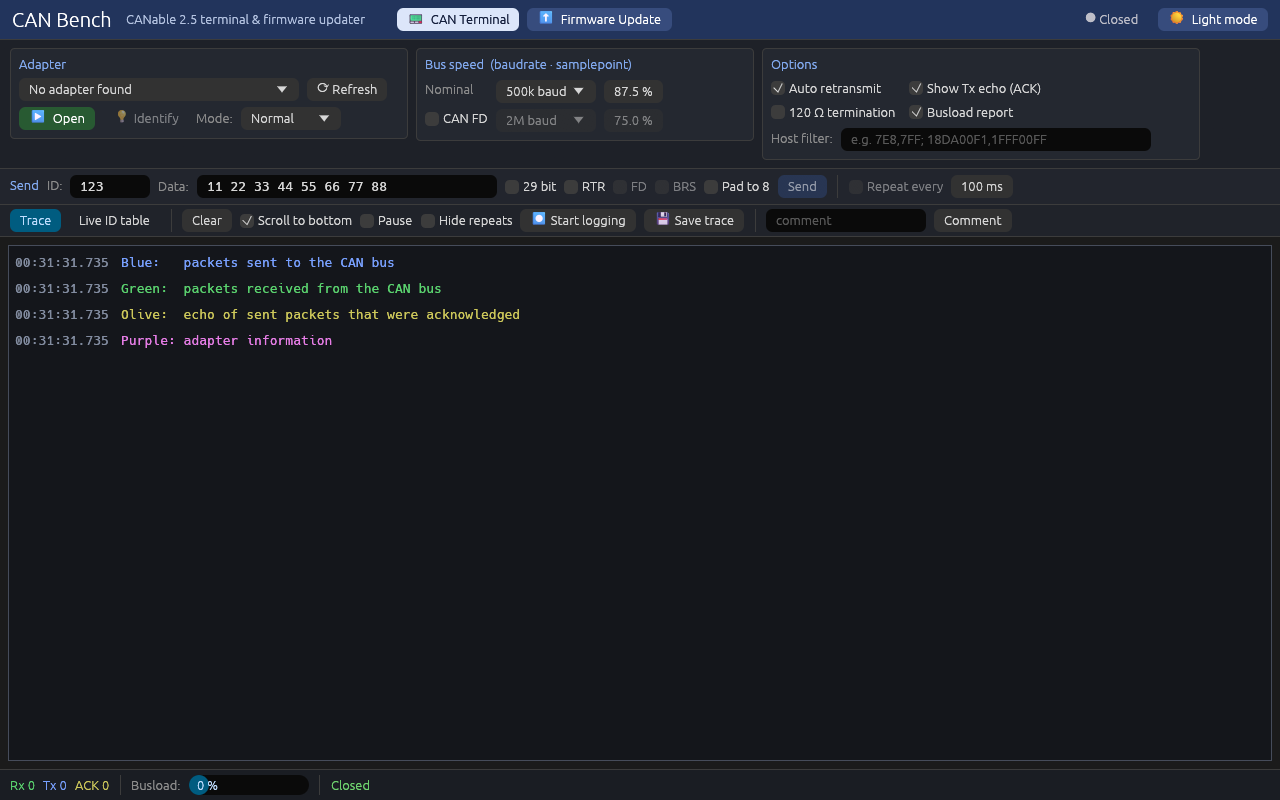 CAN Bench CANable 2.5 terminal & firmware updater CAN Terminal Firmware Update Closed Light mode
Adapter
No adapter found Refresh
Open Identify Mode: Normal
Bus speed (baudrate · samplepoint)
Nominal 500k baud 87.5 %
CAN FD 2M baud 75.0 %
Options
Auto retransmit Show Tx echo (ACK)
120 Ω termination Busload report
Host filter: e.g. 7E8,7FF; 18DA00F1,1FFF00FF
Send ID: 123 Data: 11 22 33 44 55 66 77 88 29 bit RTR FD BRS Pad to 8 Send Repeat every 100 ms
Trace Live ID table Clear Scroll to bottom Pause Hide repeats Start logging Save trace comment Comment
00:31:31.735 Blue: packets sent to the CAN bus
00:31:31.735 Green: packets received from the CAN bus
00:31:31.735 Olive: echo of sent packets that were acknowledged
00:31:31.735 Purple: adapter information
Rx 0 Tx 0 ACK 0 Busload: 0 % Closed